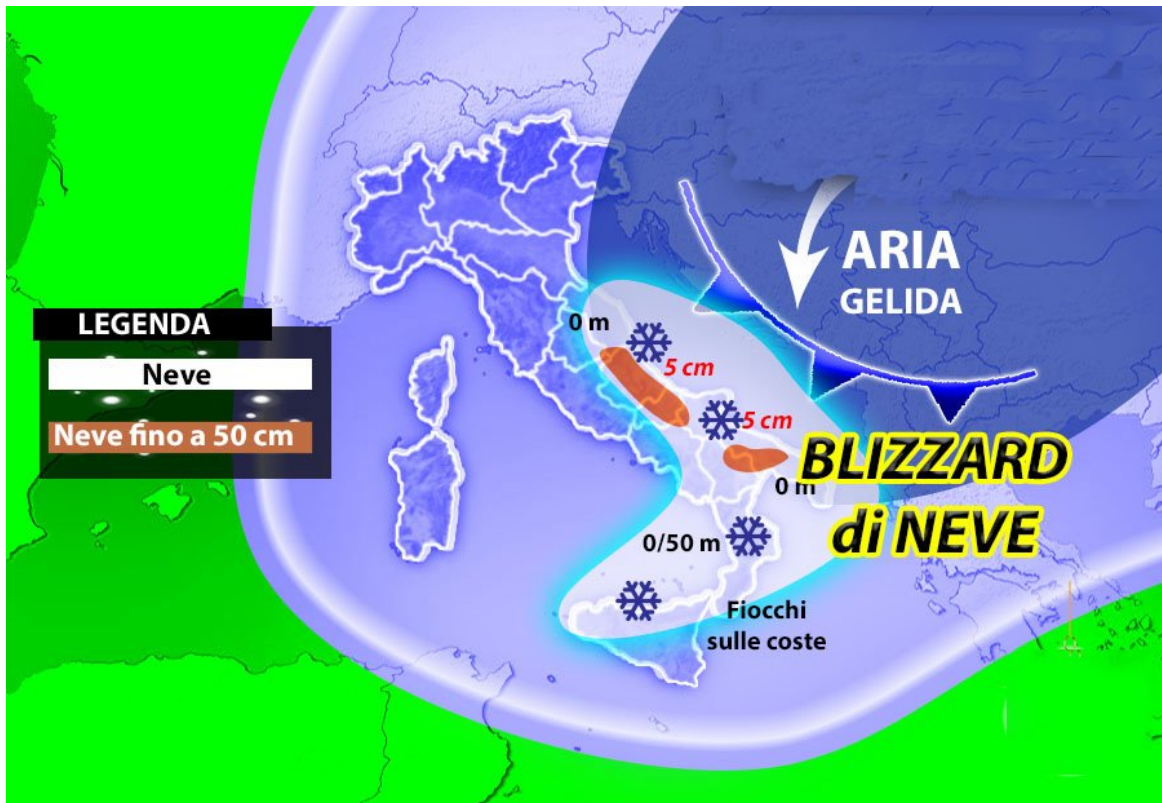 ARIA
GELIDA
LEGENDA
Neve
Neve fino a 50 cm
0 m
5 cm
5 cm
BLIZZARD
di NEVE
0 m
0/50 m
Fiocchi
sulle coste